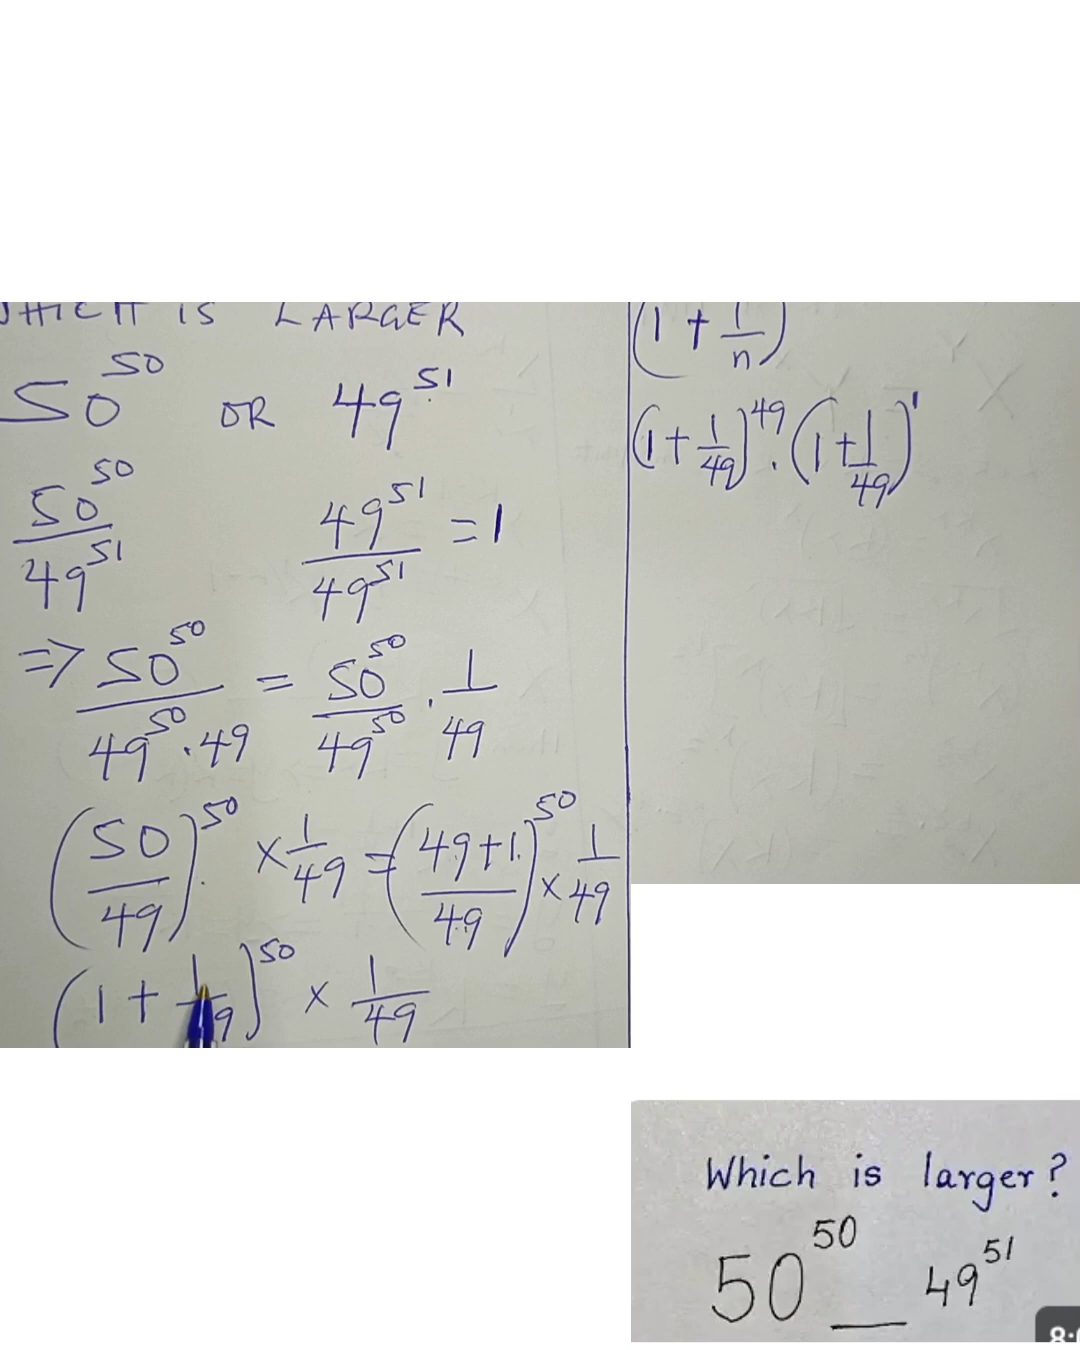 WHICH IS LARGER
50^50 OR 49^51
50^50/49^51 49^51/49^51 = 1
⇒ 50^50/(49^50 · 49) = 50^50/49^50 · 1/49
(50/49)^50 × 1/49 = ((49+1)/49)^50 × 1/49
(1 + 1/49)^50 × 1/49
(1 + 1/n)
(1 + 1/49)^49 · (1 + 1/49)^1
Which is larger?
50^50 __ 49^51